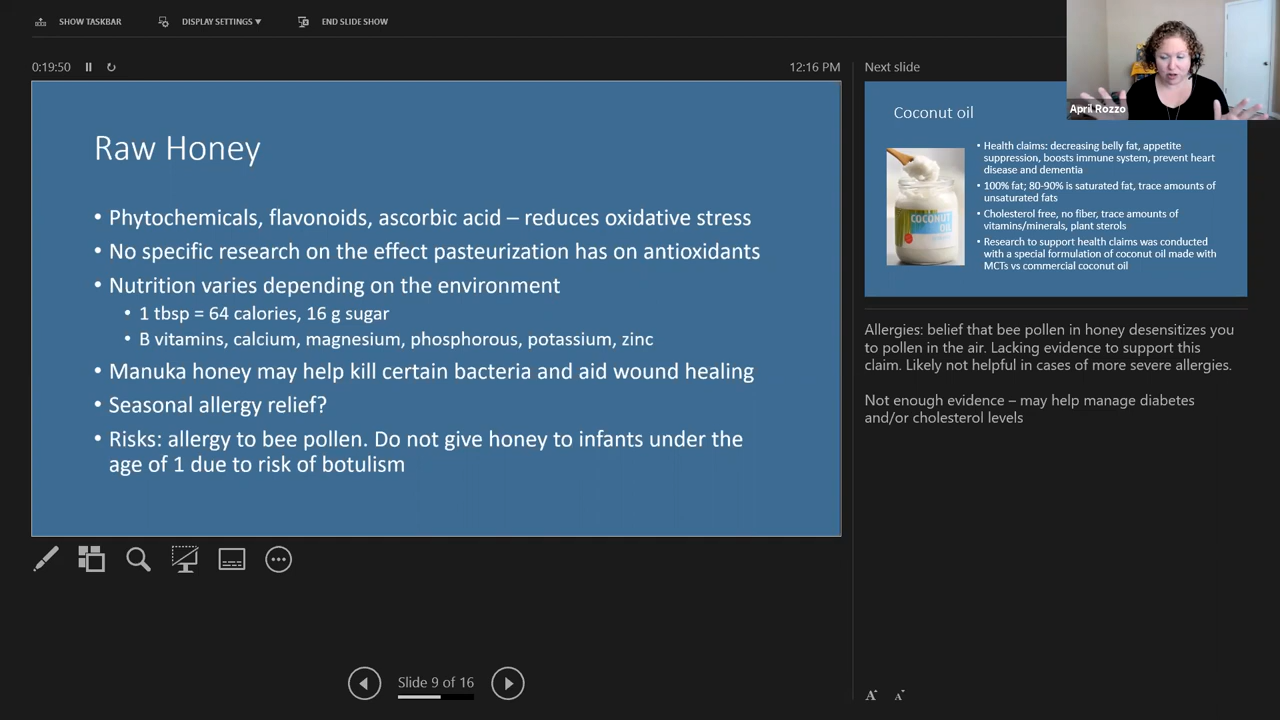 SHOW TASKBAR
DISPLAY SETTINGS ▼
END SLIDE SHOW
0:19:50
12:16 PM
Raw Honey
• Phytochemicals, flavonoids, ascorbic acid – reduces oxidative stress
• No specific research on the effect pasteurization has on antioxidants
• Nutrition varies depending on the environment
• 1 tbsp = 64 calories, 16 g sugar
• B vitamins, calcium, magnesium, phosphorous, potassium, zinc
• Manuka honey may help kill certain bacteria and aid wound healing
• Seasonal allergy relief?
• Risks: allergy to bee pollen. Do not give honey to infants under the
age of 1 due to risk of botulism
Slide 9 of 16
Next slide
April Rozzo
Coconut oil
COCONUT
OIL
• Health claims: decreasing belly fat, appetite
suppression, boosts immune system, prevent heart
disease and dementia
• 100% fat; 80-90% is saturated fat, trace amounts of
unsaturated fats
• Cholesterol free, no fiber, trace amounts of
vitamins/minerals, plant sterols
• Research to support health claims was conducted
with a special formulation of coconut oil made with
MCTs vs commercial coconut oil
Allergies: belief that bee pollen in honey desensitizes you
to pollen in the air. Lacking evidence to support this
claim. Likely not helpful in cases of more severe allergies.
Not enough evidence – may help manage diabetes
and/or cholesterol levels
A A